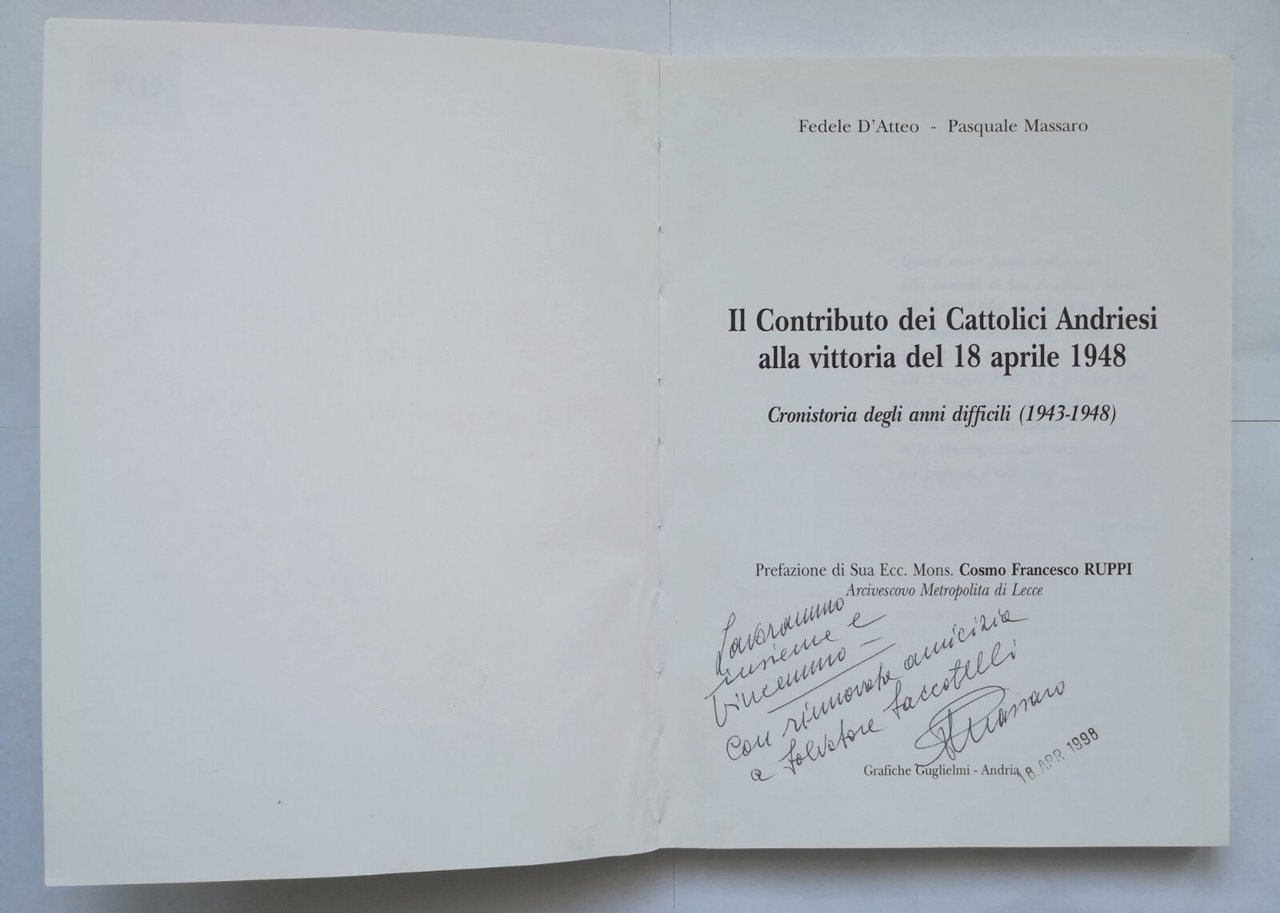 Fedele D'Atteo - Pasquale Massaro
Il Contributo dei Cattolici Andriesi
alla vittoria del 18 aprile 1948
Cronistoria degli anni difficili (1943-1948)
Prefazione di Sua Ecc. Mons. Cosmo Francesco RUPPI
Arcivescovo Metropolita di Lecce
Lavorammo
insieme e
vincemmo -
Con rinnovata amicizia
a Salvatore
Massaro
Grafiche Guglielmi - Andria
18 APR 1998